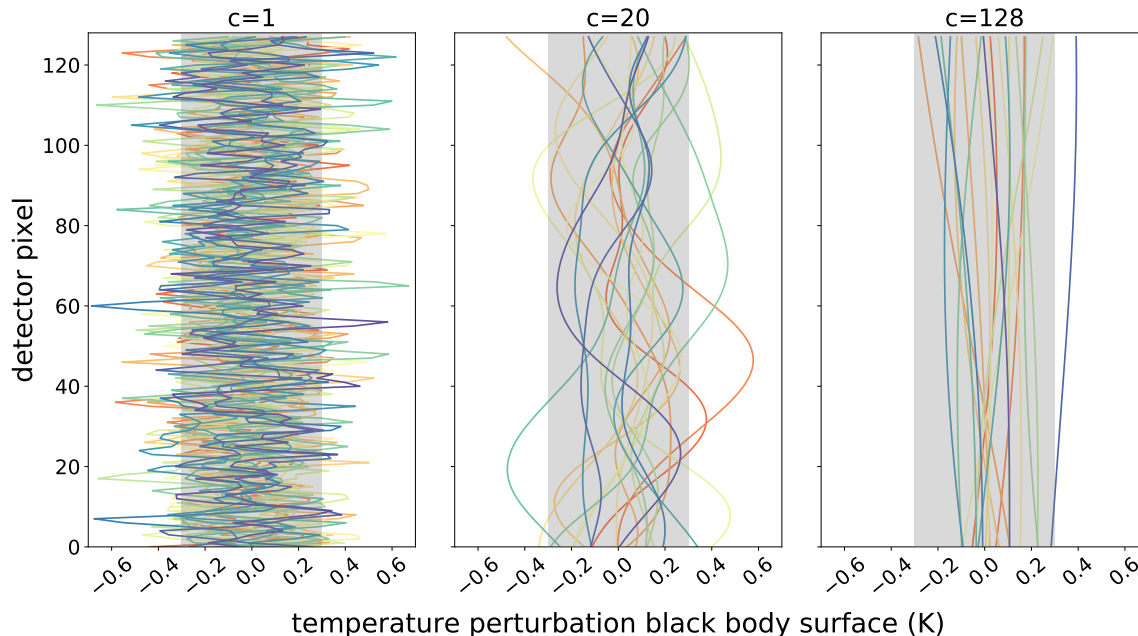 c=1 c=20 c=128
detector pixel
120
100
80
60
40
20
0
−0.6 −0.4 −0.2 0.0 0.2 0.4 0.6 −0.6 −0.4 −0.2 0.0 0.2 0.4 0.6 −0.6 −0.4 −0.2 0.0 0.2 0.4 0.6
temperature perturbation black body surface (K)